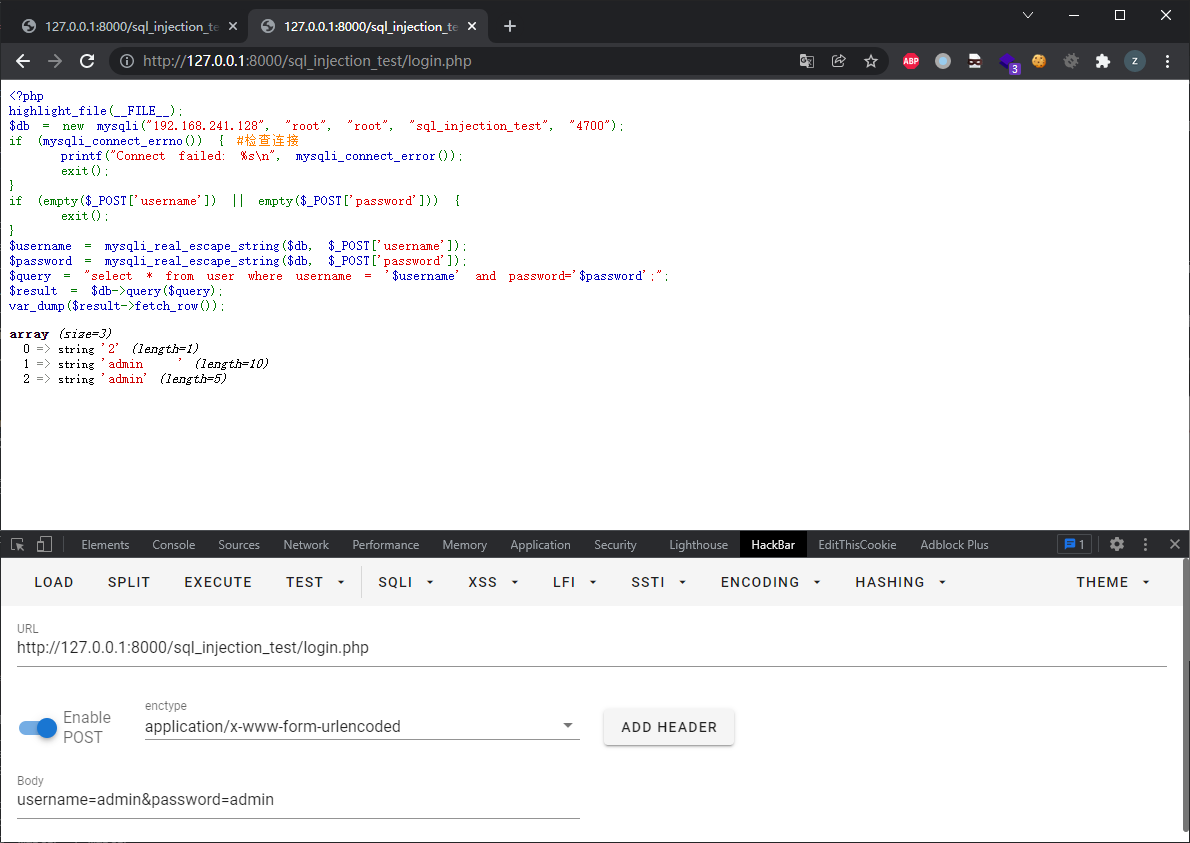 127.0.0.1:8000/sql_injection_te
127.0.0.1:8000/sql_injection_te
http://127.0.0.1:8000/sql_injection_test/login.php
ABP
3
Z
<?php
highlight_file(__FILE__);
$db = new mysqli("192.168.241.128", "root", "root", "sql_injection_test", "4700");
if (mysqli_connect_errno()) { #检查连接
printf("Connect failed: %s\n", mysqli_connect_error());
exit();
}
if (empty($_POST['username']) || empty($_POST['password'])) {
exit();
}
$username = mysqli_real_escape_string($db, $_POST['username']);
$password = mysqli_real_escape_string($db, $_POST['password']);
$query = "select * from user where username = '$username' and password='$password';";
$result = $db->query($query);
var_dump($result->fetch_row());
array (size=3)
0 => string '2' (length=1)
1 => string 'admin     ' (length=10)
2 => string 'admin' (length=5)
Elements Console Sources Network Performance Memory Application Security Lighthouse HackBar EditThisCookie Adblock Plus 1
LOAD SPLIT EXECUTE TEST SQLI XSS LFI SSTI ENCODING HASHING THEME
URL
http://127.0.0.1:8000/sql_injection_test/login.php
Enable
POST
enctype
application/x-www-form-urlencoded
ADD HEADER
Body
username=admin&password=admin